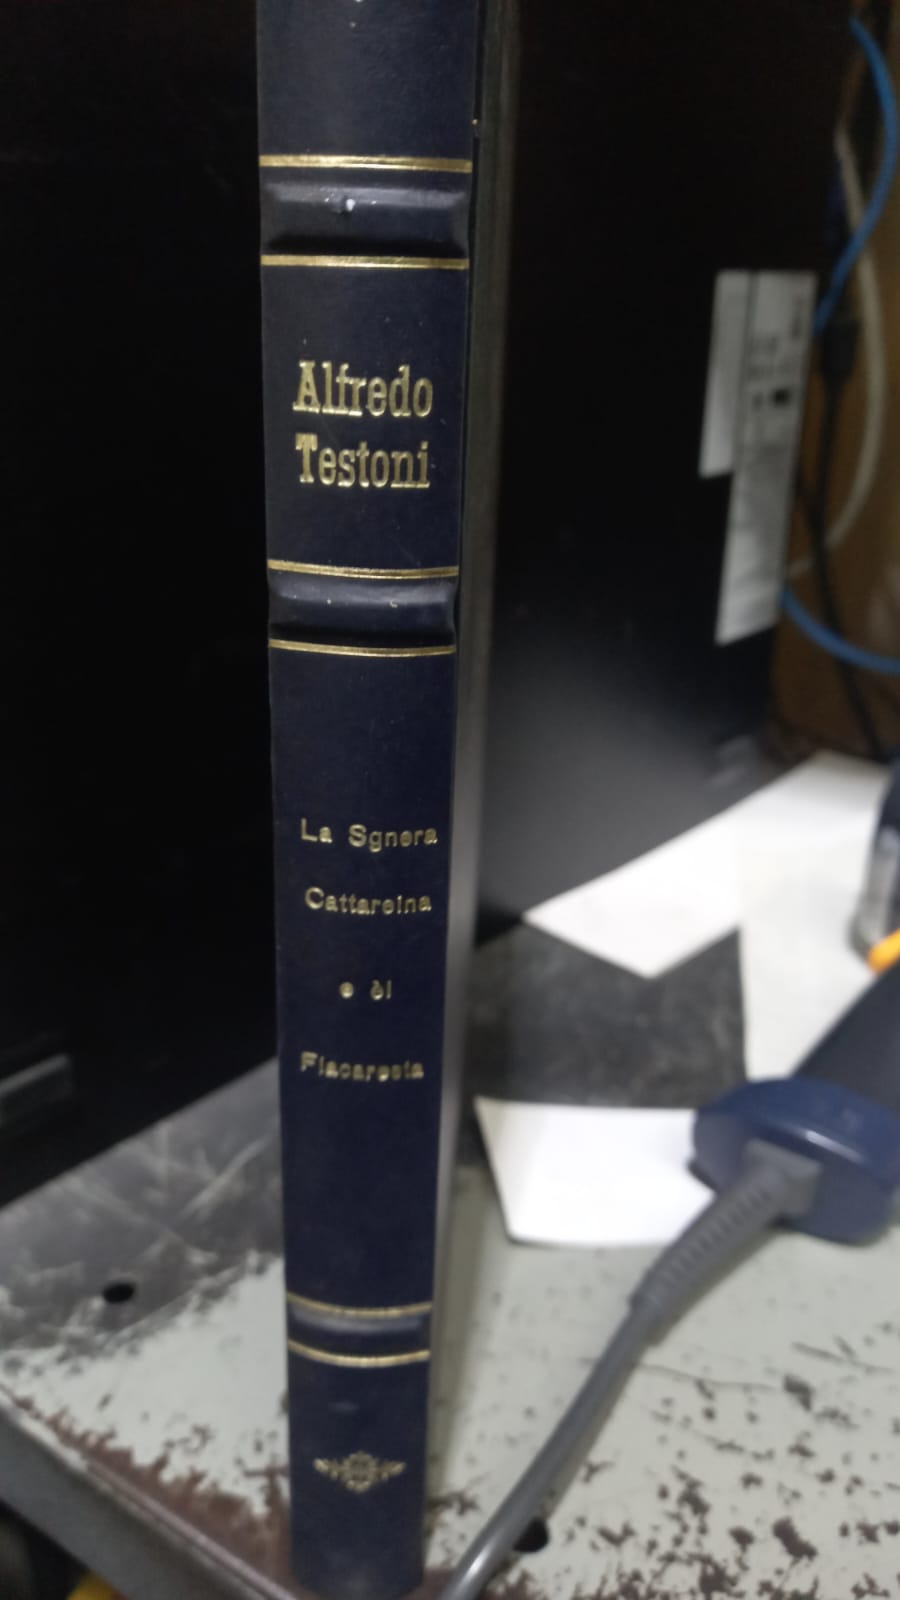 Alfredo
Testoni
La Sgnera
Cattareina
e èl
Fiacaresta